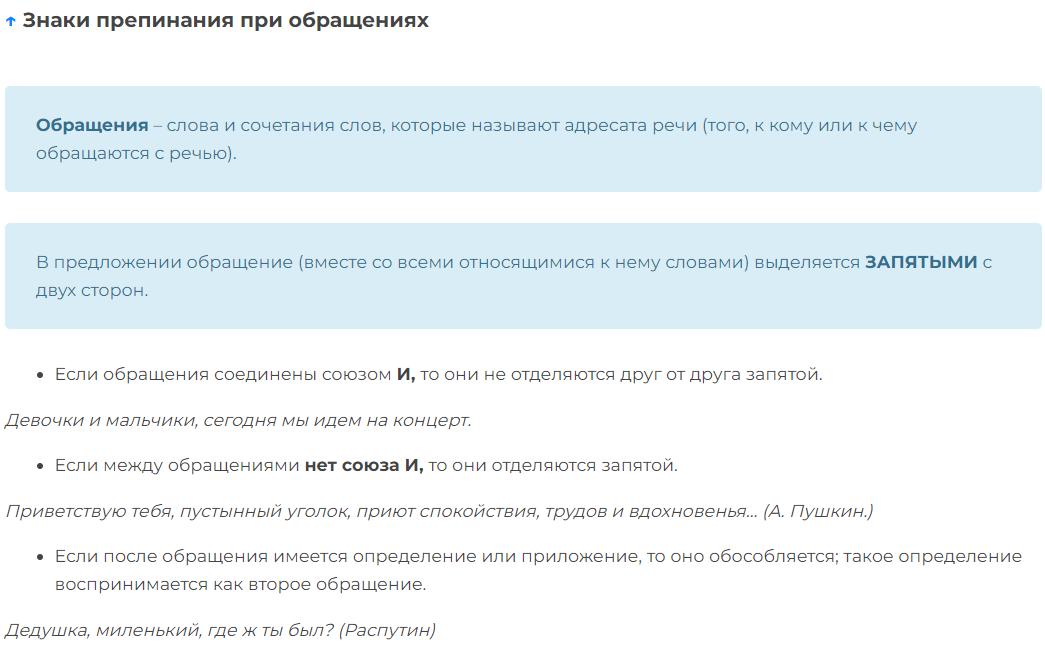 ↑ Знаки препинания при обращениях
Обращения – слова и сочетания слов, которые называют адресата речи (того, к кому или к чему
обращаются с речью).
В предложении обращение (вместе со всеми относящимися к нему словами) выделяется ЗАПЯТЫМИ с
двух сторон.
• Если обращения соединены союзом И, то они не отделяются друг от друга запятой.
Девочки и мальчики, сегодня мы идем на концерт.
• Если между обращениями нет союза И, то они отделяются запятой.
Приветствую тебя, пустынный уголок, приют спокойствия, трудов и вдохновенья... (А. Пушкин.)
• Если после обращения имеется определение или приложение, то оно обособляется; такое определение
воспринимается как второе обращение.
Дедушка, миленький, где ж ты был? (Распутин)